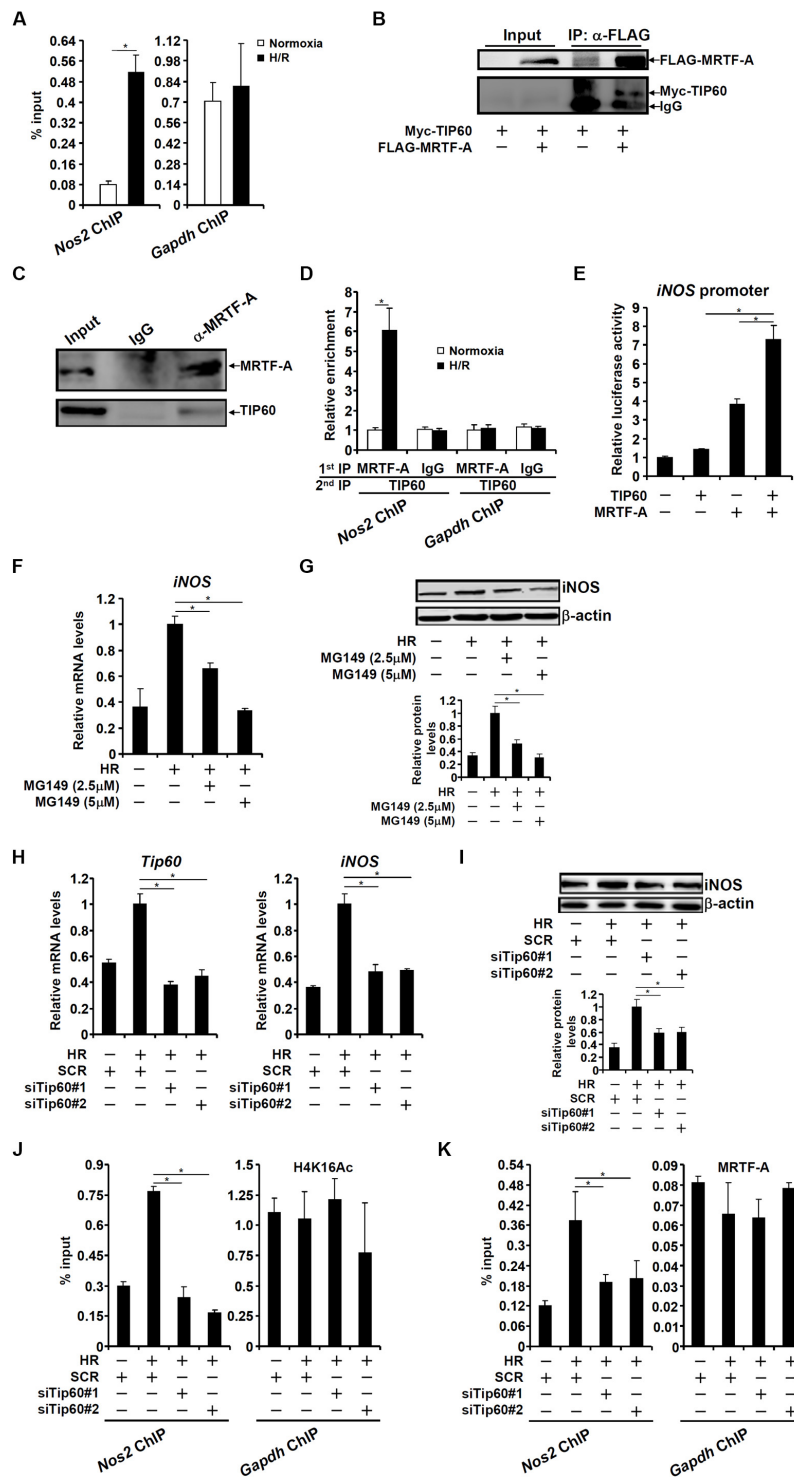 A
0.64
0.56
0.48
0.4
0.32
0.24
0.16
0.08
0
% input
*
1.12
0.98
0.84
0.7
0.56
0.42
0.28
0.14
0
Normoxia
H/R
Nos2 ChIP
Gapdh ChIP
B
Input
IP: α-FLAG
FLAG-MRTF-A
Myc-TIP60
IgG
Myc-TIP60 + + + +
FLAG-MRTF-A − + − +
C
Input
IgG
α-MRTF-A
MRTF-A
TIP60
D
Relative enrichment
8
7
6
5
4
3
2
1
0
*
Normoxia
H/R
1st IP MRTF-A IgG MRTF-A IgG
2nd IP TIP60 TIP60
Nos2 ChIP
Gapdh ChIP
E
iNOS promoter
Relative luciferase activity
9
8
7
6
5
4
3
2
1
0
*
*
TIP60 − + − +
MRTF-A − − + +
F
iNOS
Relative mRNA levels
1.2
1
0.8
0.6
0.4
0.2
0
*
*
HR − + + +
MG149 (2.5μM) − − + −
MG149 (5μM) − − − +
G
iNOS
β-actin
HR − + + +
MG149 (2.5μM) − − + −
MG149 (5μM) − − − +
Relative protein
levels
1.2
1
0.8
0.6
0.4
0.2
0
*
*
HR − + + +
MG149 (2.5μM) − − + −
MG149 (5μM) − − − +
H
Tip60
Relative mRNA levels
1.2
1
0.8
0.6
0.4
0.2
0
*
*
HR − + + +
SCR + + − −
siTip60#1 − − + −
siTip60#2 − − − +
iNOS
Relative mRNA levels
1.2
1
0.8
0.6
0.4
0.2
0
*
*
HR − + + +
SCR + + − −
siTip60#1 − − + −
siTip60#2 − − − +
I
iNOS
β-actin
HR − + + +
SCR + + − −
siTip60#1 − − + −
siTip60#2 − − − +
Relative protein
levels
1.2
1
0.8
0.6
0.4
0.2
0
*
*
HR − + + +
SCR + + − −
siTip60#1 − − + −
siTip60#2 − − − +
J
H4K16Ac
% input
0.9
0.75
0.6
0.45
0.3
0.15
0
*
*
1.5
1.25
1.0
0.75
0.5
0.25
0
HR − + + + − + + +
SCR + + − − + + − −
siTip60#1 − − + − − − + −
siTip60#2 − − − + − − − +
Nos2 ChIP
Gapdh ChIP
K
MRTF-A
% input
0.54
0.48
0.42
0.36
0.3
0.24
0.18
0.12
0.06
0
*
*
0.09
0.08
0.07
0.06
0.05
0.04
0.03
0.02
0.01
0
HR − + + + − + + +
SCR + + − − + + − −
siTip60#1 − − + − − − + −
siTip60#2 − − − + − − − +
Nos2 ChIP
Gapdh ChIP